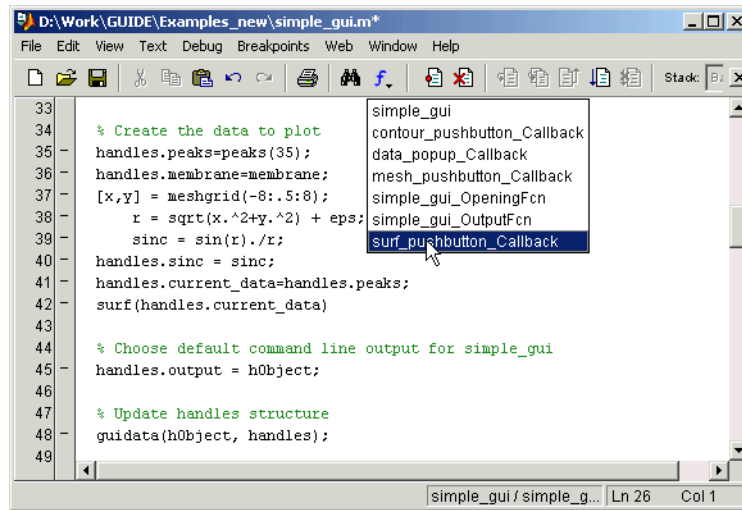 D:\Work\GUIDE\Examples_new\simple_gui.m*
File Edit View Text Debug Breakpoints Web Window Help
Stack:
33
34 % Create the data to plot
35 - handles.peaks=peaks(35);
36 - handles.membrane=membrane;
37 - [x,y] = meshgrid(-8:.5:8);
38 - r = sqrt(x.^2+y.^2) + eps;
39 - sinc = sin(r)./r;
40 - handles.sinc = sinc;
41 - handles.current_data=handles.peaks;
42 - surf(handles.current_data)
43
44 % Choose default command line output for simple_gui
45 - handles.output = hObject;
46
47 % Update handles structure
48 - guidata(hObject, handles);
49
simple_gui
contour_pushbutton_Callback
data_popup_Callback
mesh_pushbutton_Callback
simple_gui_OpeningFcn
simple_gui_OutputFcn
surf_pushbutton_Callback
simple_gui / simple_g... Ln 26 Col 1